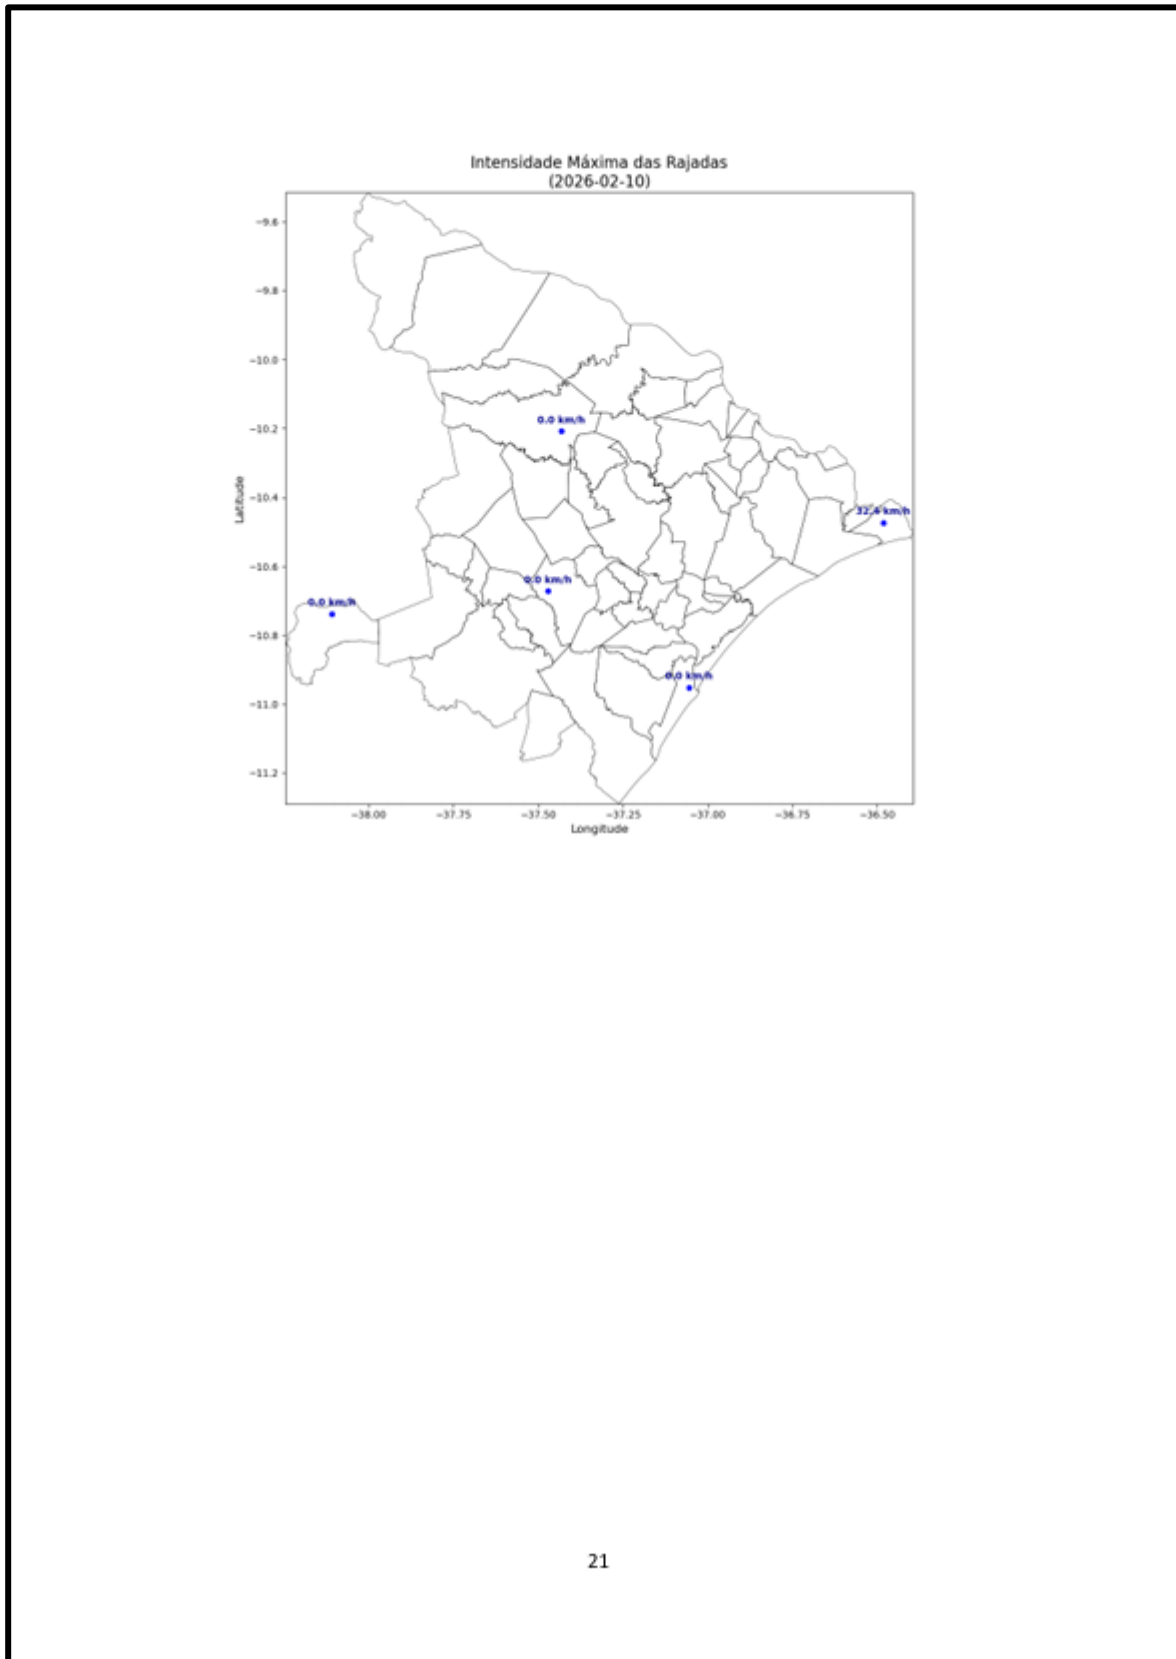 Intensidade Máxima das Rajadas
(2026-02-10)
−9.6
−9.8
−10.0
−10.2
−10.4
−10.6
−10.8
−11.0
−11.2
Latitude
0.0 km/h
32.4 km/h
0.0 km/h
0.0 km/h
0.0 km/h
−38.00
−37.75
−37.50
−37.25
−37.00
−36.75
−36.50
Longitude
21